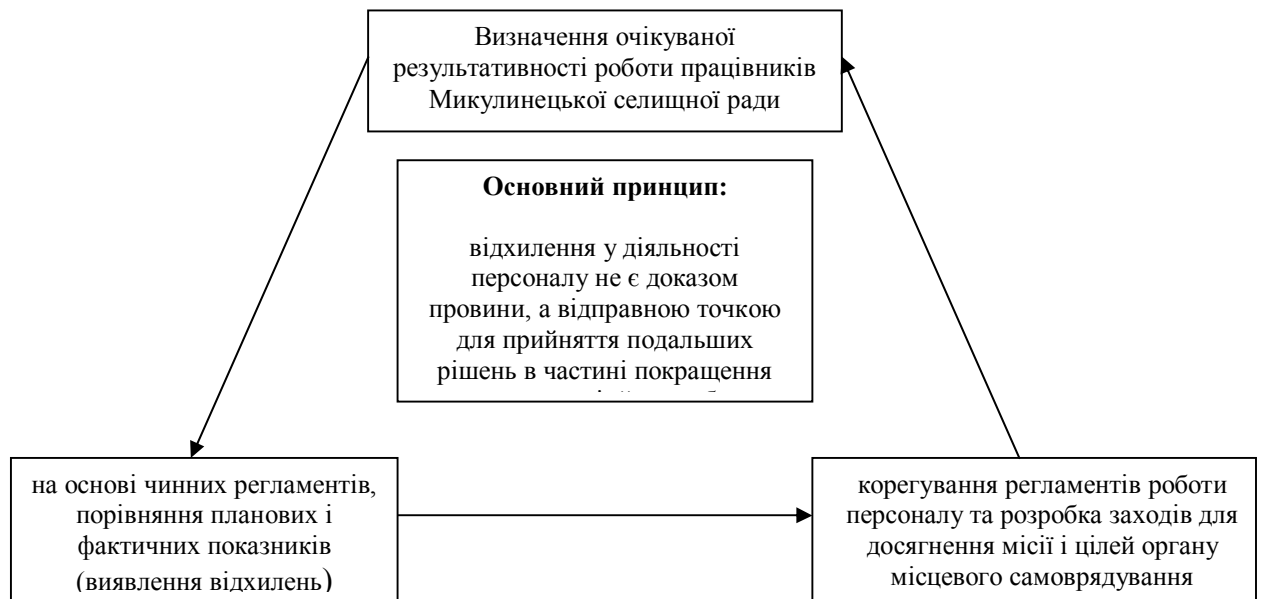 Визначення очікуваної
результативності роботи працівників
Микулинецької селищної ради
Основний принцип:
відхилення у діяльності
персоналу не є доказом
провини, а відправною точкою
для прийняття подальших
рішень в частині покращення
на основі чинних регламентів,
порівняння планових і
фактичних показників
(виявлення відхилень)
корегування регламентів роботи
персоналу та розробка заходів для
досягнення місії і цілей органу
місцевого самоврядування